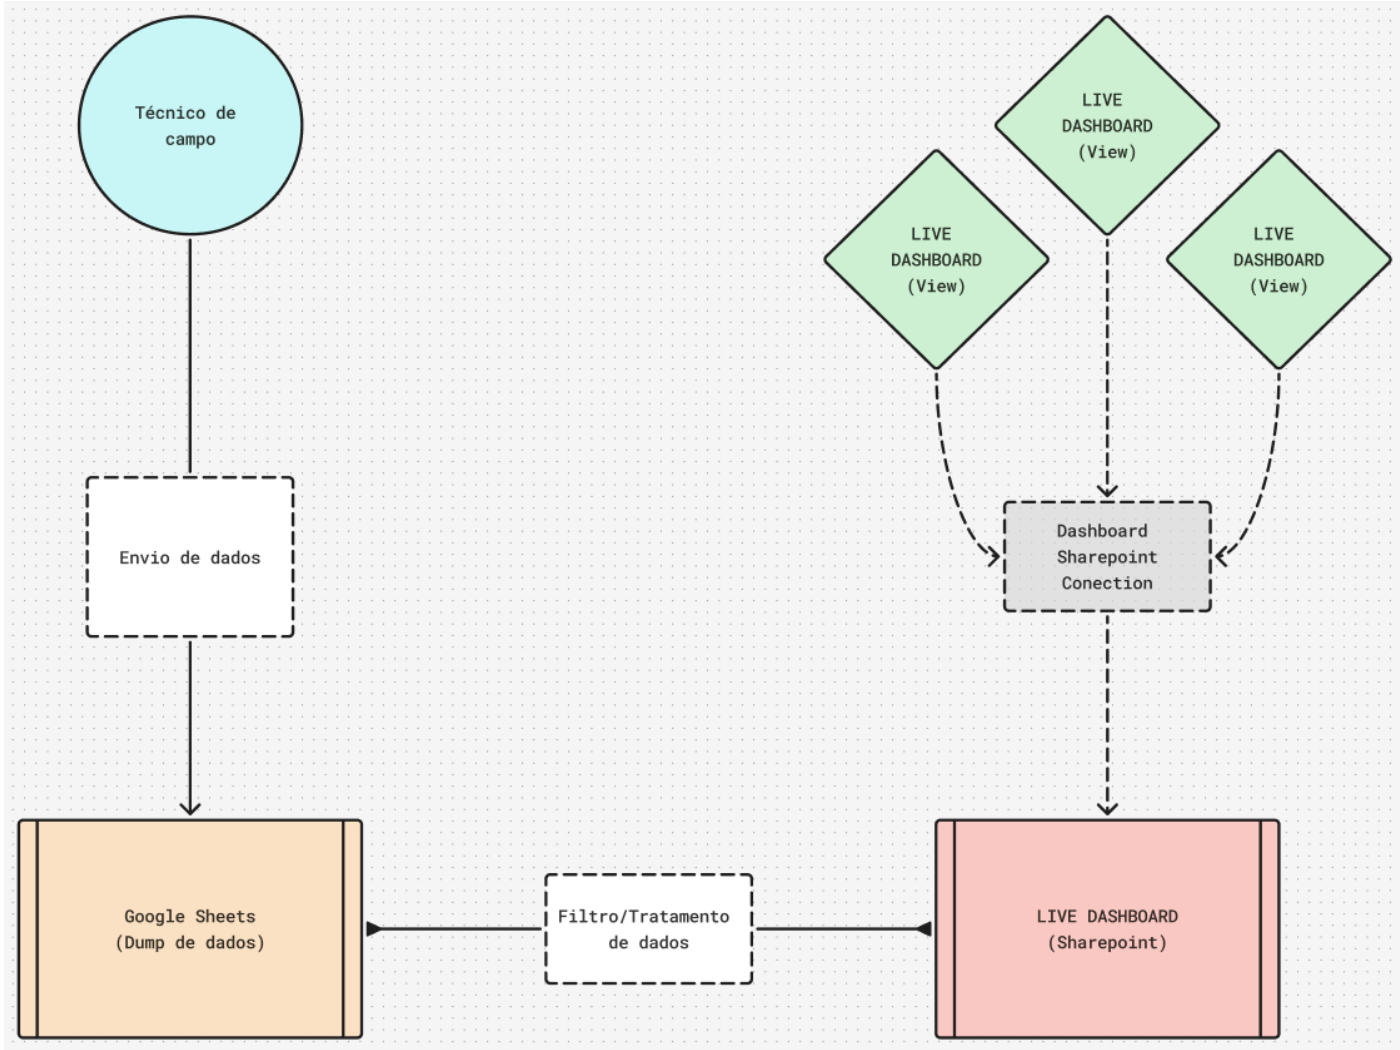 Técnico de
campo
LIVE
DASHBOARD
(View)
LIVE
DASHBOARD
(View)
LIVE
DASHBOARD
(View)
Envio de dados
Dashboard
Sharepoint
Conection
Google Sheets
(Dump de dados)
Filtro/Tratamento
de dados
LIVE DASHBOARD
(Sharepoint)